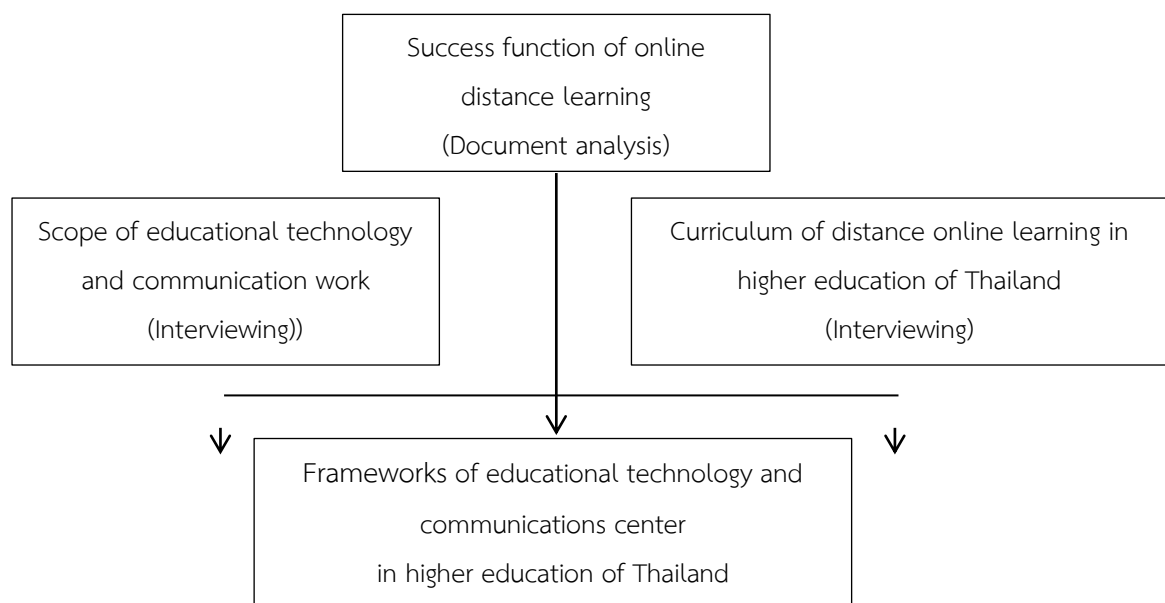 Success function of online
distance learning
(Document analysis)
Scope of educational technology
and communication work
(Interviewing))
Curriculum of distance online learning in
higher education of Thailand
(Interviewing)
Frameworks of educational technology and
communications center
in higher education of Thailand